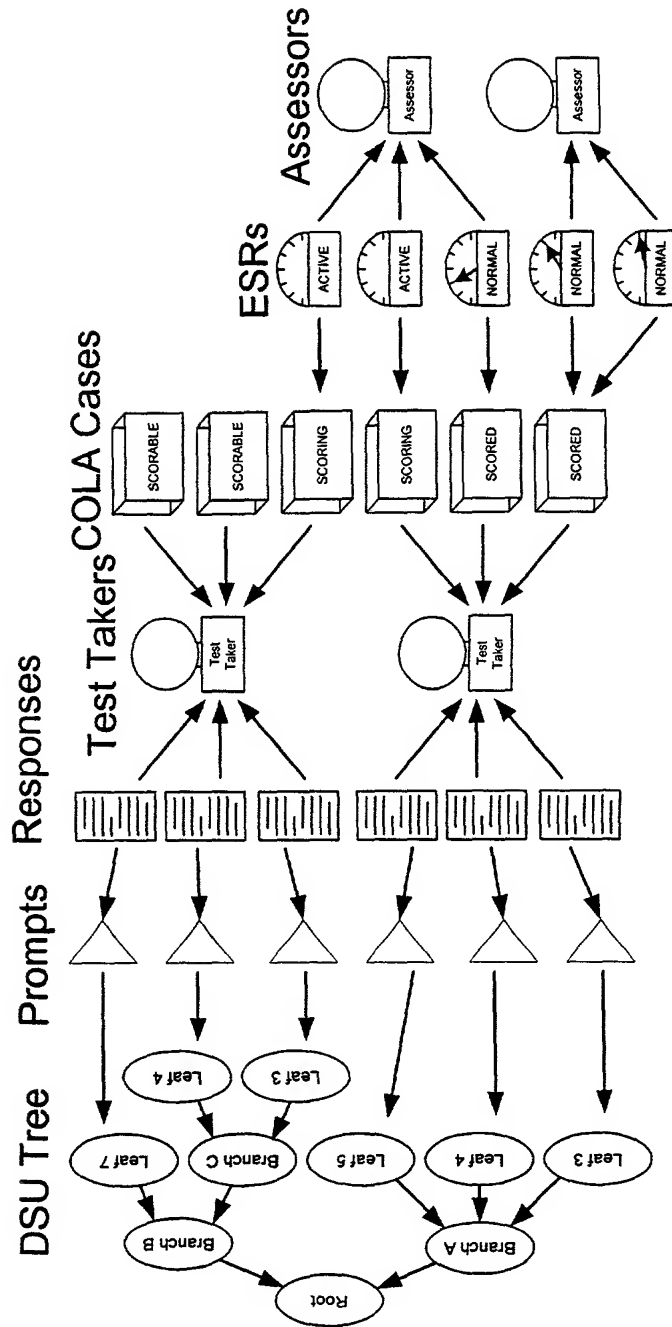 DSU Tree
Prompts
Responses
Test Takers
COLA Cases
ESRs
Assessors
Root
Branch B
Branch A
Leaf 7
Branch C
Leaf 4
Leaf 3
Leaf 5
Leaf 4
Leaf 3
Test
Taker
Test
Taker
SCORABLE
SCORABLE
SCORING
SCORING
SCORED
SCORED
ACTIVE
ACTIVE
NORMAL
NORMAL
NORMAL
Assessor
Assessor